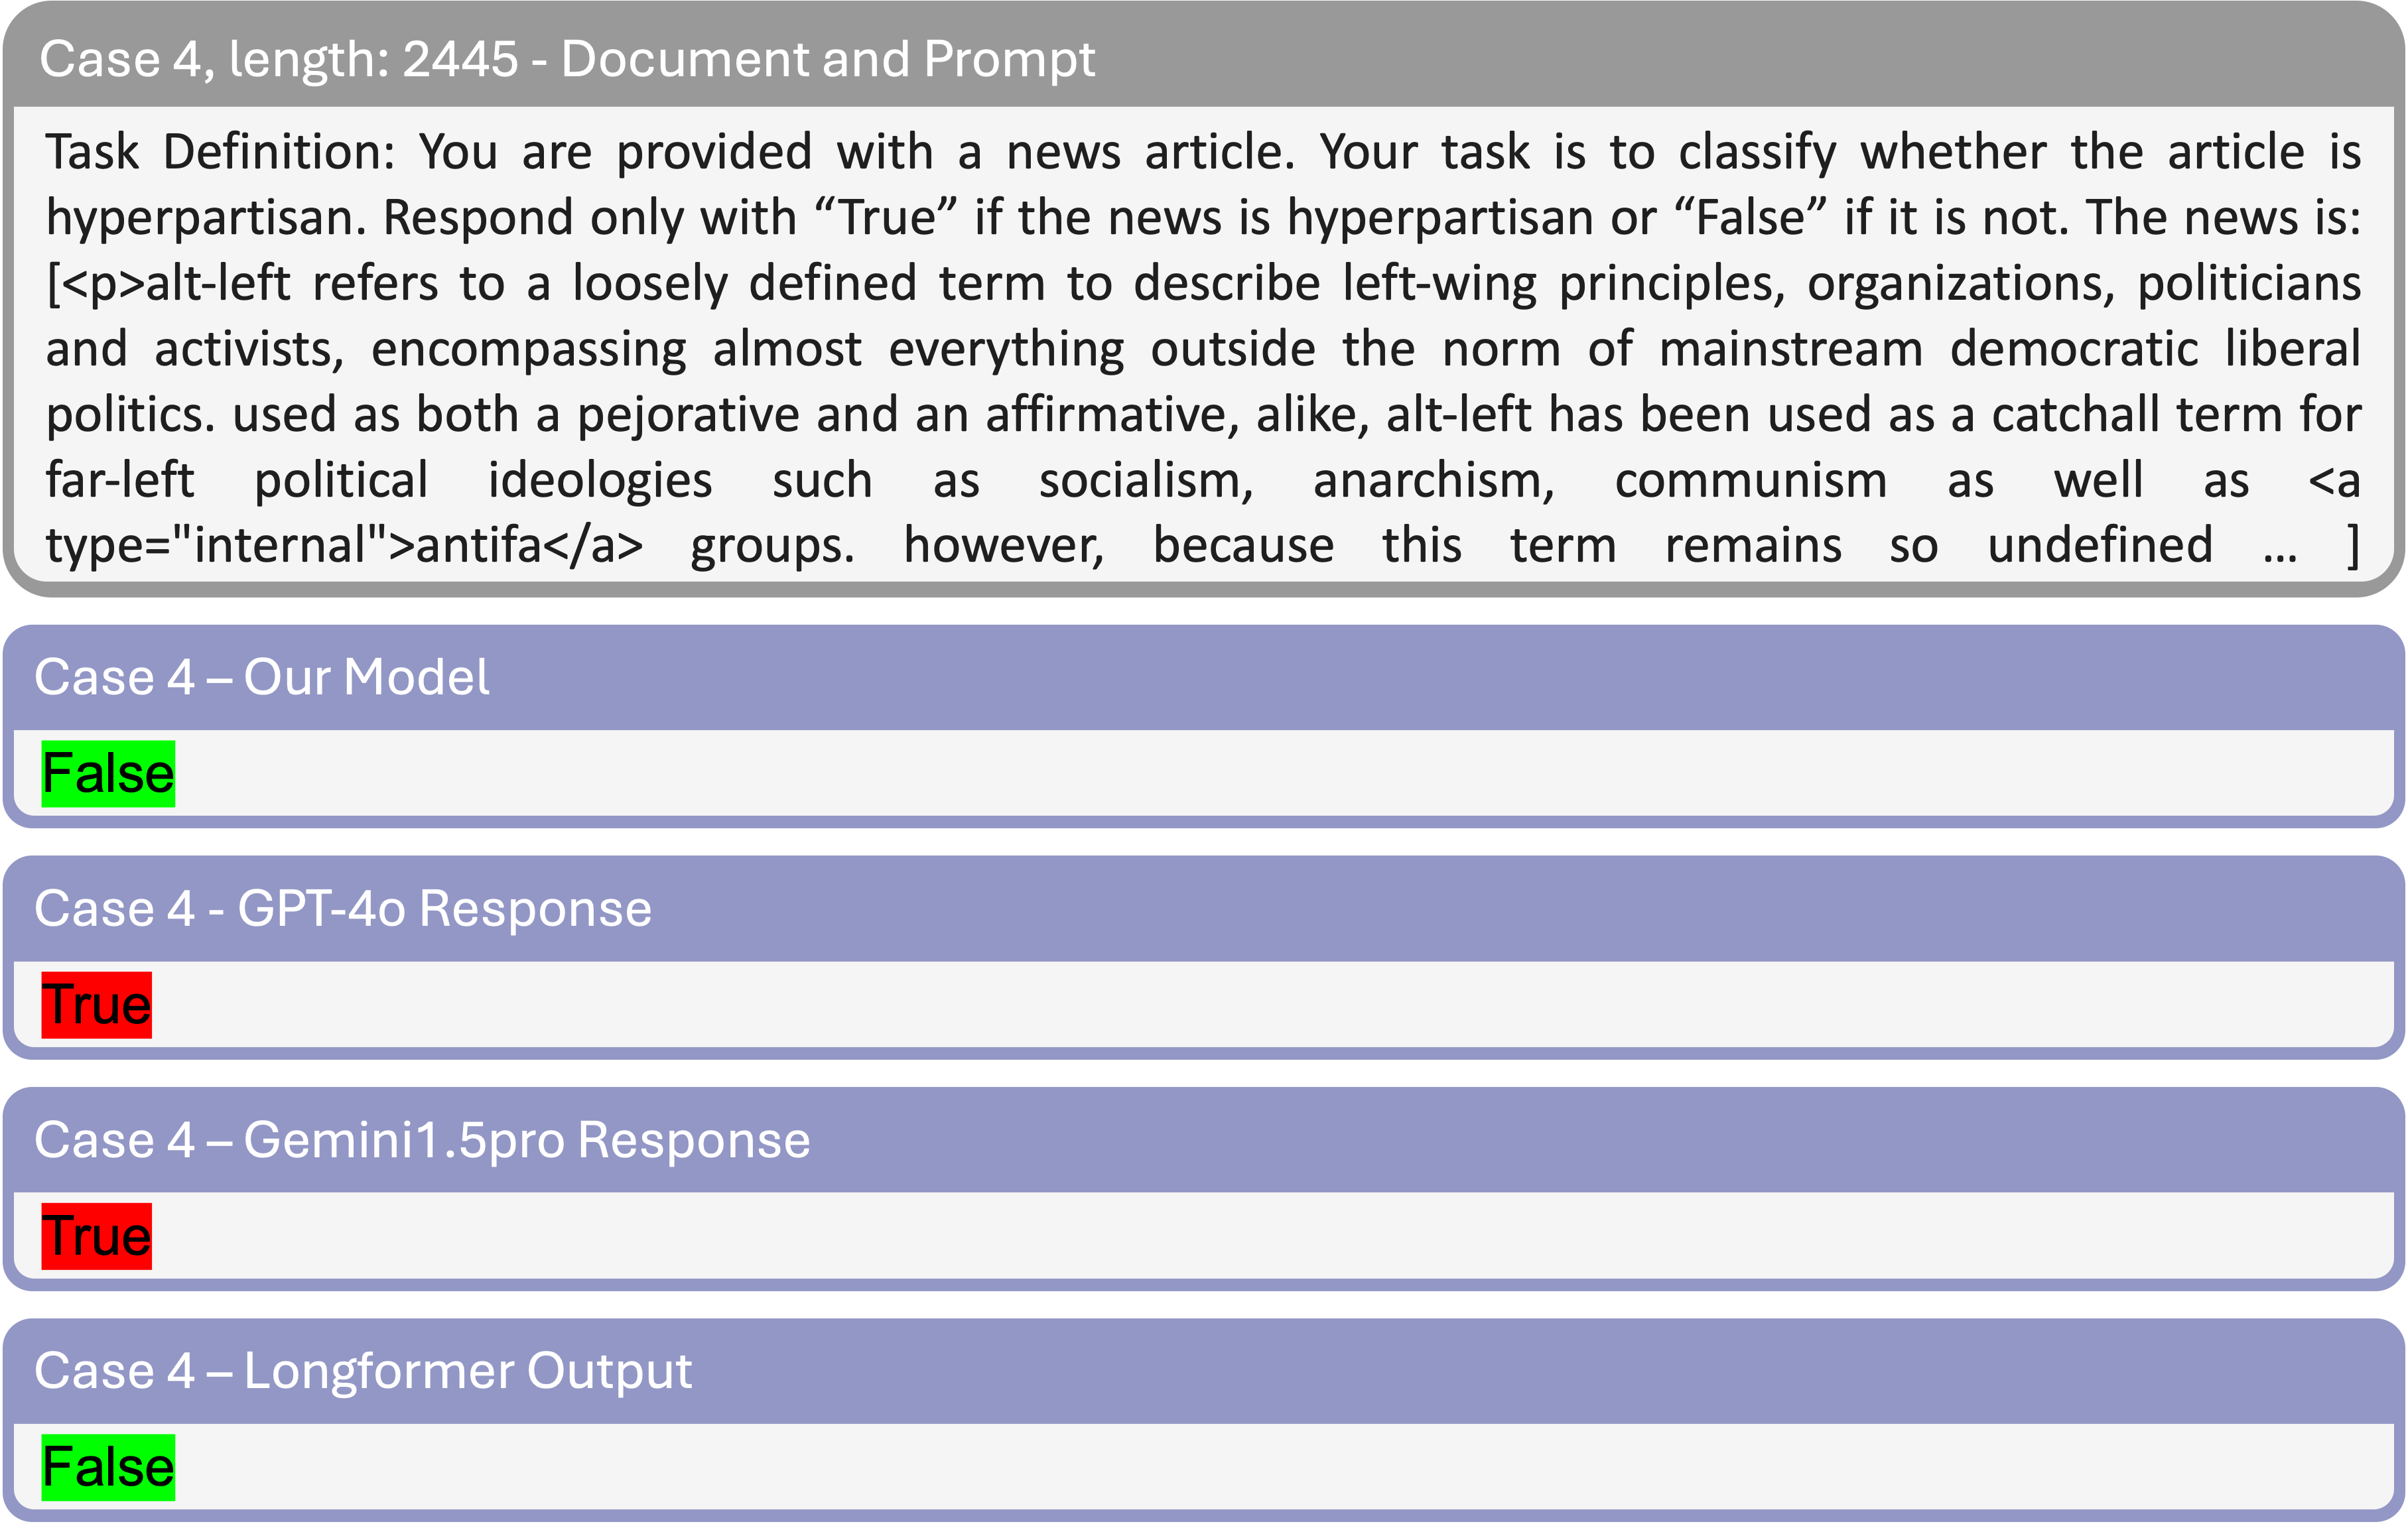 Case 4, length: 2445 - Document and Prompt
Task Definition: You are provided with a news article. Your task is to classify whether the article is
hyperpartisan. Respond only with “True” if the news is hyperpartisan or “False” if it is not. The news is:
[<p>alt-left refers to a loosely defined term to describe left-wing principles, organizations, politicians
and activists, encompassing almost everything outside the norm of mainstream democratic liberal
politics. used as both a pejorative and an affirmative, alike, alt-left has been used as a catchall term for
far-left political ideologies such as socialism, anarchism, communism as well as <a
type="internal">antifa</a> groups. however, because this term remains so undefined ... ]
Case 4 – Our Model
False
Case 4 - GPT-4o Response
True
Case 4 – Gemini1.5pro Response
True
Case 4 – Longformer Output
False